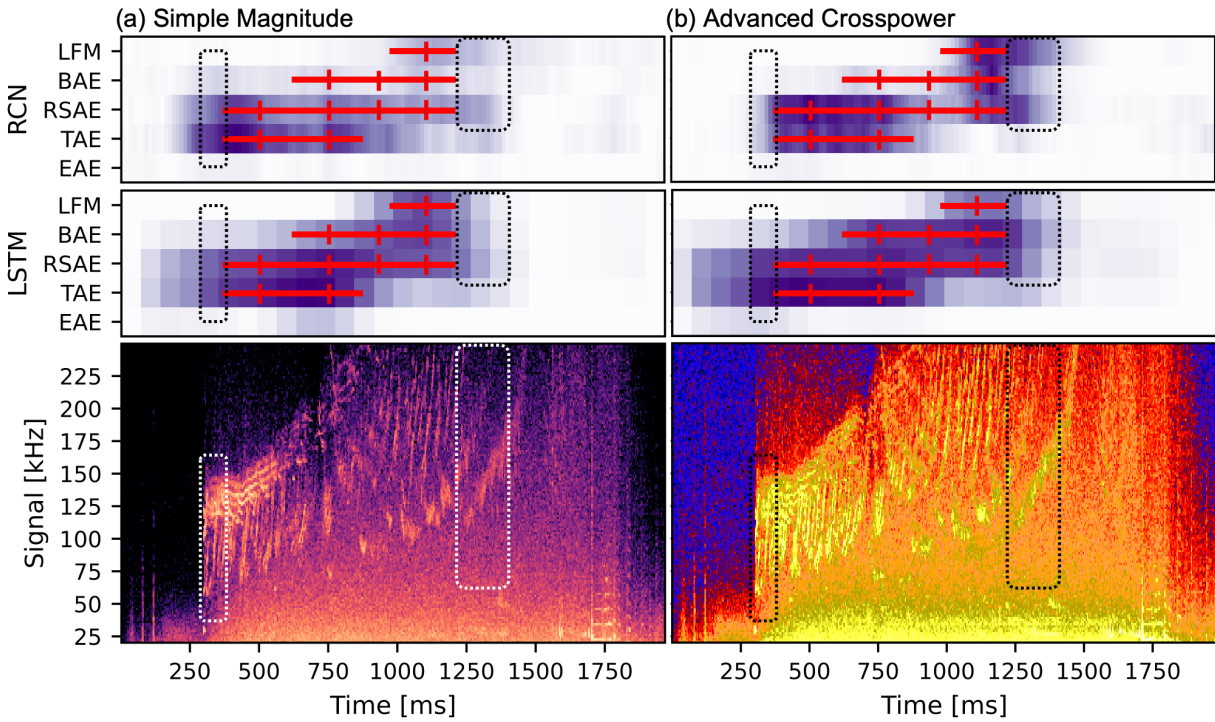 (a) Simple Magnitude
(b) Advanced Crosspower
RCN
LFM
BAE
RSAE
TAE
EAE
LSTM
LFM
BAE
RSAE
TAE
EAE
Signal [kHz]
225
200
175
150
125
100
75
50
25
250 500 750 1000 1250 1500 1750
250 500 750 1000 1250 1500 1750
Time [ms]
Time [ms]